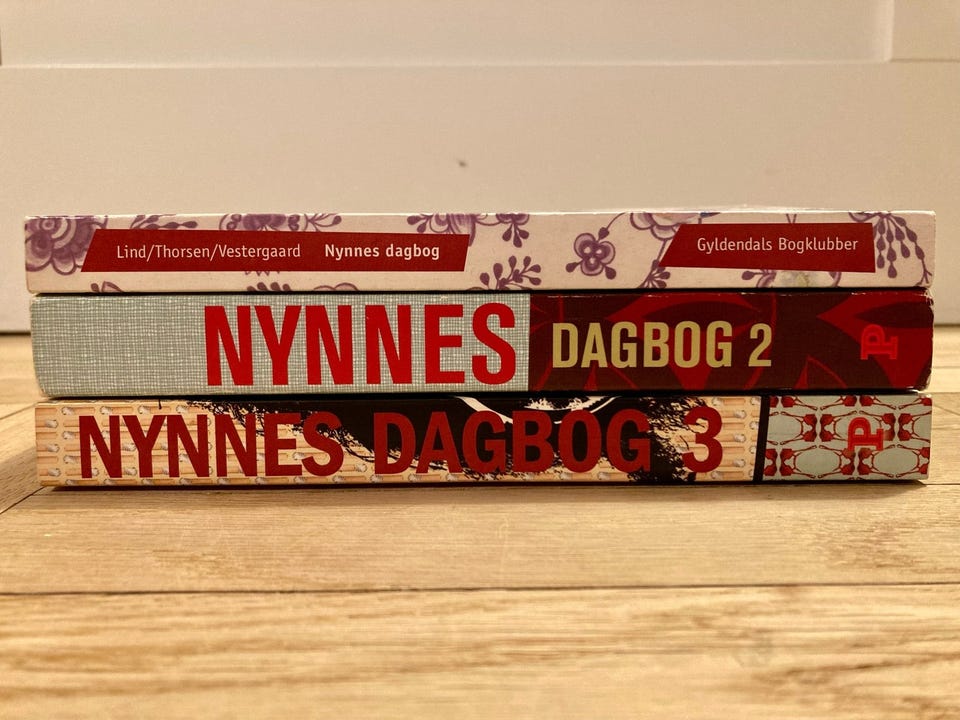 Lind/Thorsen/Vestergaard Nynnes dagbog Gyldendals Bogklubber
NYNNES DAGBOG 2 P
NYNNES DAGBOG 3 P